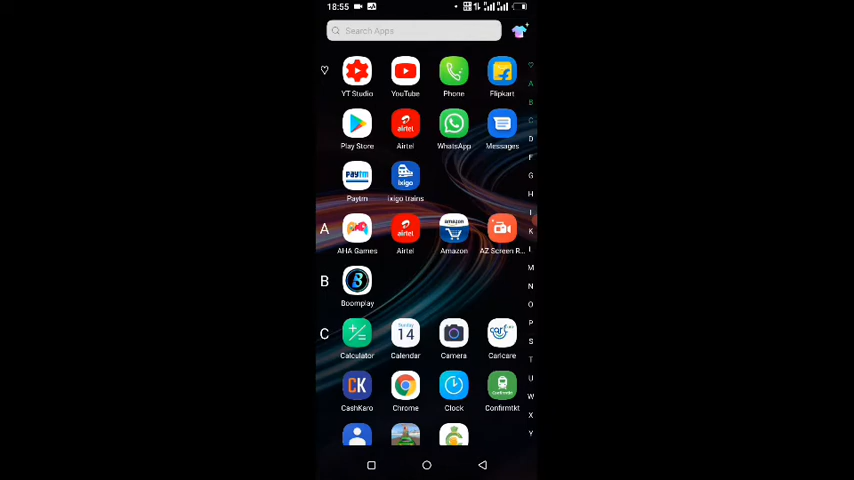 18:55
Search Apps
YT Studio YouTube Phone Flipkart
airtel
Play Store Airtel WhatsApp Messages
Paytm ixigo
Paytm ixigo trains
A airtel amazon
AHA Games Airtel Amazon AZ Screen R...
B
Boomplay
C Sunday 14 carlcare
Calculator Calendar Camera Carlcare
CK confirmtkt
CashKaro Chrome Clock Confirmtkt
A
B
C
D
F
G
H
I
K
L
M
N
O
P
S
T
U
W
X
Y